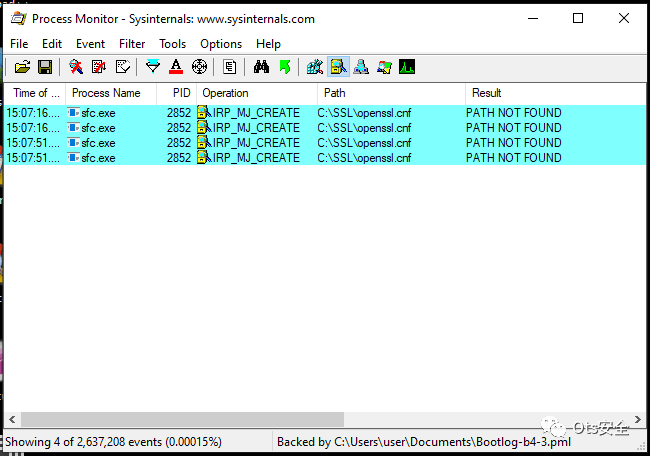 Process Monitor - Sysinternals: www.sysinternals.com
File Edit Event Filter Tools Options Help
Time of ... Process Name PID Operation Path Result
15:07:16.... sfc.exe 2852 IRP_MJ_CREATE C:\SSL\openssl.cnf PATH NOT FOUND
15:07:16.... sfc.exe 2852 IRP_MJ_CREATE C:\SSL\openssl.cnf PATH NOT FOUND
15:07:51.... sfc.exe 2852 IRP_MJ_CREATE C:\SSL\openssl.cnf PATH NOT FOUND
15:07:51.... sfc.exe 2852 IRP_MJ_CREATE C:\SSL\openssl.cnf PATH NOT FOUND
Ots安全
Showing 4 of 2,637,208 events (0.00015%) Backed by C:\Users\user\Documents\Bootlog-b4-3.pml